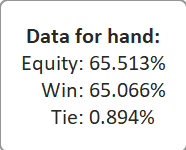 Data for hand:
Equity: 65.513%
Win: 65.066%
Tie: 0.894%